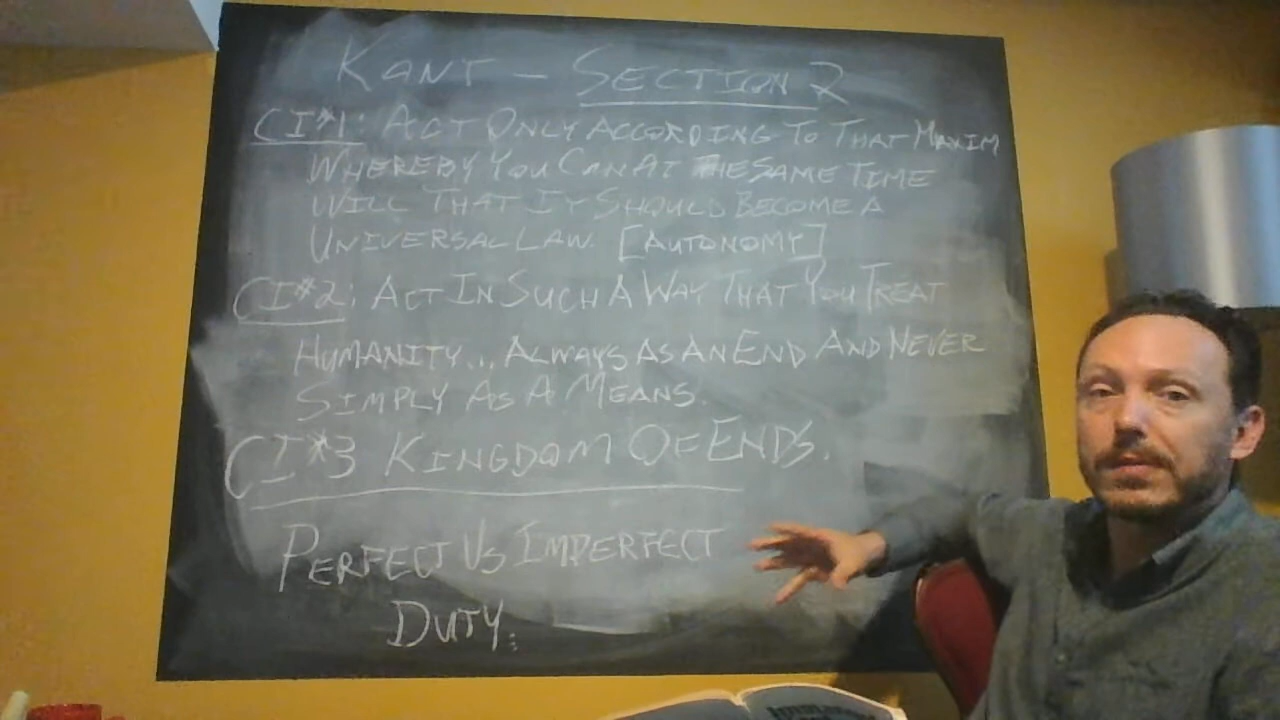 KANT - SECTION 2
CI#1: ACT ONLY ACCORDING TO THAT MAXIM
WHEREBY YOU CAN AT THE SAME TIME
WILL THAT IT SHOULD BECOME A
UNIVERSAL LAW. [AUTONOMY]
CI#2: ACT IN SUCH A WAY THAT YOU TREAT
HUMANITY... ALWAYS AS AN END AND NEVER
SIMPLY AS A MEANS.
CI#3 KINGDOM OF ENDS.
PERFECT VS IMPERFECT
DUTY: